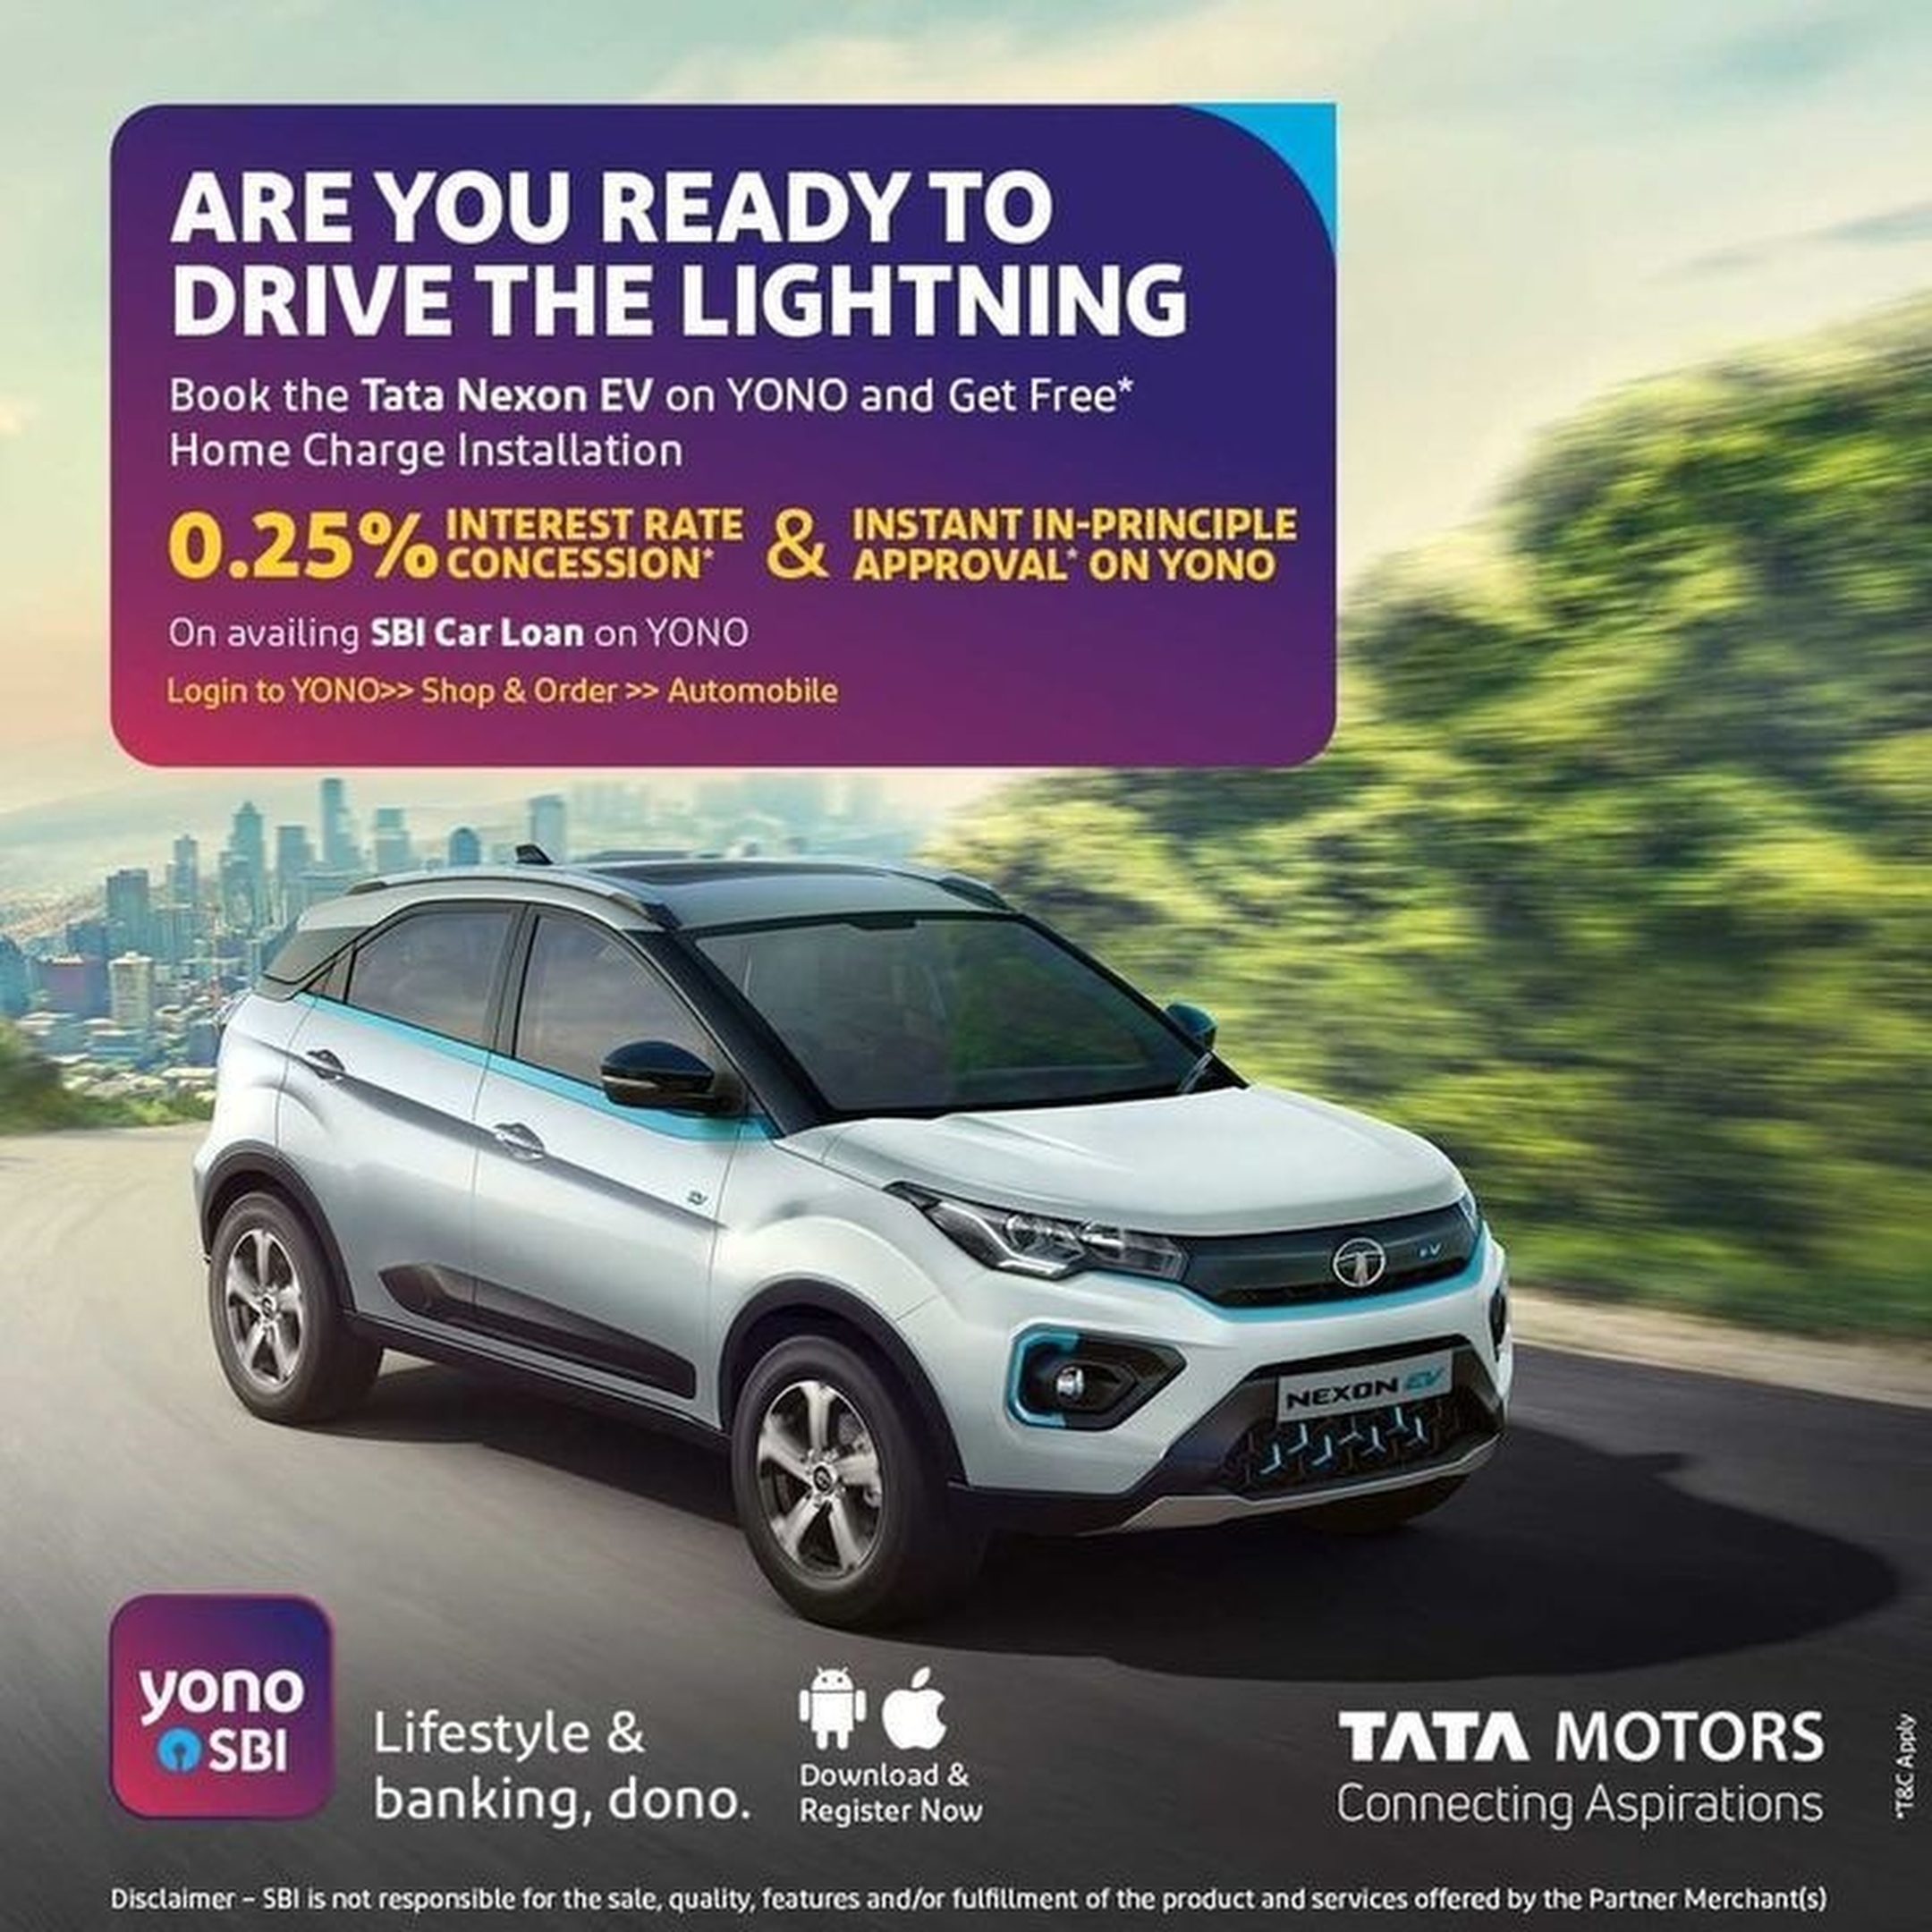 ARE YOU READY TO
DRIVE THE LIGHTNING
Book the Tata Nexon EV on YONO and Get Free*
Home Charge Installation
0.25% INTEREST RATE CONCESSION* & INSTANT IN-PRINCIPLE APPROVAL* ON YONO
On availing SBI Car Loan on YONO
Login to YONO>> Shop & Order >> Automobile
EV
EV
NEXON EV
yono
SBI
Lifestyle &
banking, dono.
Download &
Register Now
TATA MOTORS
Connecting Aspirations
*T&C Apply
Disclaimer – SBI is not responsible for the sale, quality, features and/or fulfillment of the product and services offered by the Partner Merchant(s)